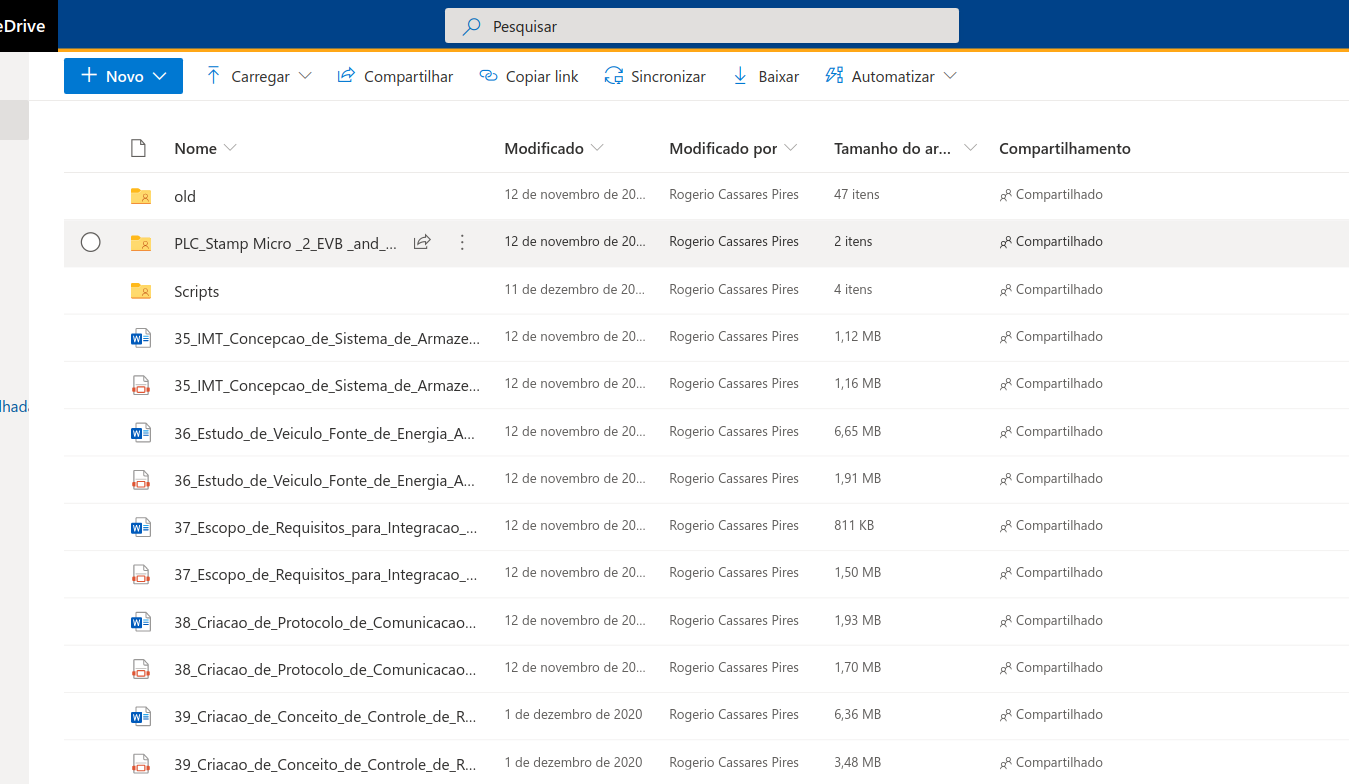 eDrive
Pesquisar
Novo Carregar Compartilhar Copiar link Sincronizar Baixar Automatizar
Nome Modificado Modificado por Tamanho do ar... Compartilhamento
old 12 de novembro de 20... Rogerio Cassares Pires 47 itens Compartilhado
PLC_Stamp Micro _2_EVB _and_... 12 de novembro de 20... Rogerio Cassares Pires 2 itens Compartilhado
Scripts 11 de dezembro de 20... Rogerio Cassares Pires 4 itens Compartilhado
35_IMT_Concepcao_de_Sistema_de_Armaze... 12 de novembro de 20... Rogerio Cassares Pires 1,12 MB Compartilhado
35_IMT_Concepcao_de_Sistema_de_Armaze... 12 de novembro de 20... Rogerio Cassares Pires 1,16 MB Compartilhado
lhada
36_Estudo_de_Veiculo_Fonte_de_Energia_A... 12 de novembro de 20... Rogerio Cassares Pires 6,65 MB Compartilhado
36_Estudo_de_Veiculo_Fonte_de_Energia_A... 12 de novembro de 20... Rogerio Cassares Pires 1,91 MB Compartilhado
37_Escopo_de_Requisitos_para_Integracao_... 12 de novembro de 20... Rogerio Cassares Pires 811 KB Compartilhado
37_Escopo_de_Requisitos_para_Integracao_... 12 de novembro de 20... Rogerio Cassares Pires 1,50 MB Compartilhado
38_Criacao_de_Protocolo_de_Comunicacao... 12 de novembro de 20... Rogerio Cassares Pires 1,93 MB Compartilhado
38_Criacao_de_Protocolo_de_Comunicacao... 12 de novembro de 20... Rogerio Cassares Pires 1,70 MB Compartilhado
39_Criacao_de_Conceito_de_Controle_de_R... 1 de dezembro de 2020 Rogerio Cassares Pires 6,36 MB Compartilhado
39_Criacao_de_Conceito_de_Controle_de_R... 1 de dezembro de 2020 Rogerio Cassares Pires 3,48 MB Compartilhado